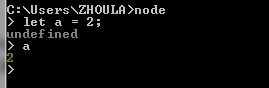 C:\Users\ZHOULA>node
> let a = 2;
undefined
> a
2
>